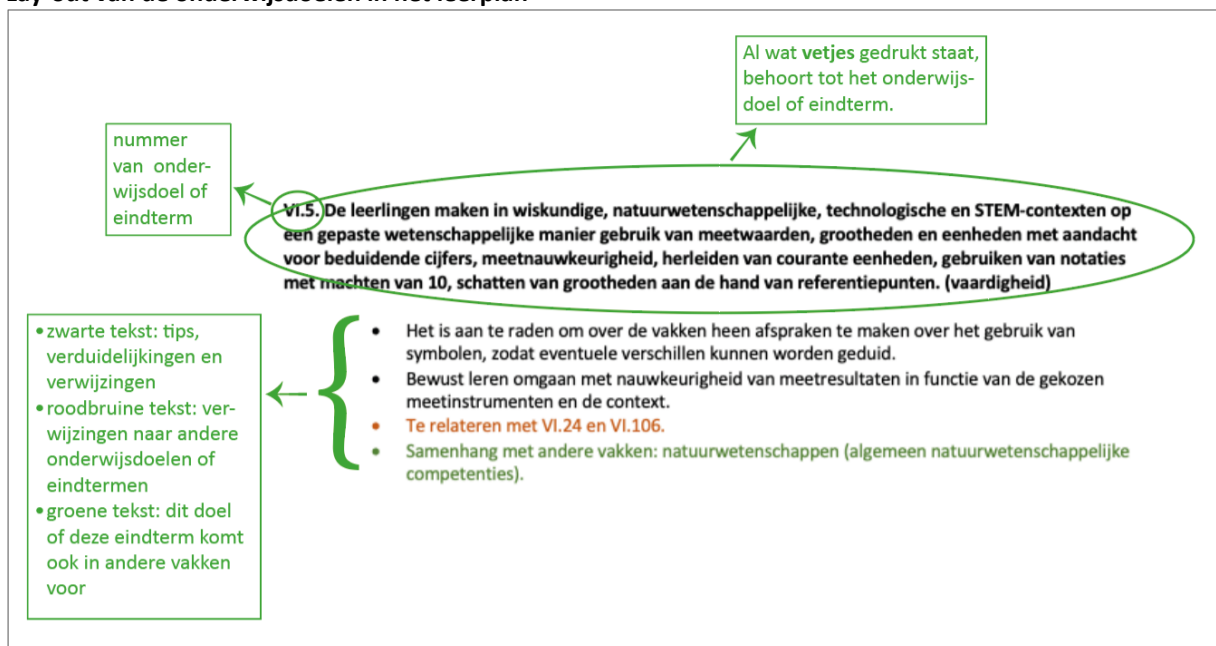 Lay-out van de onderwijsdoelen in het leerplan
Al wat vetjes gedrukt staat,
behoort tot het onderwijs-
doel of eindterm.
nummer
van onder-
wijsdoel of
eindterm
VI.5. De leerlingen maken in wiskundige, natuurwetenschappelijke, technologische en STEM-contexten op
een gepaste wetenschappelijke manier gebruik van meetwaarden, grootheden en eenheden met aandacht
voor beduidende cijfers, meetnauwkeurigheid, herleiden van courante eenheden, gebruiken van notaties
met machten van 10, schatten van grootheden aan de hand van referentiepunten. (vaardigheid)
• zwarte tekst: tips,
verduidelijkingen en
verwijzingen
• roodbruine tekst: ver-
wijzingen naar andere
onderwijsdoelen of
eindtermen
• groene tekst: dit doel
of deze eindterm komt
ook in andere vakken
voor
• Het is aan te raden om over de vakken heen afspraken te maken over het gebruik van
symbolen, zodat eventuele verschillen kunnen worden geduid.
• Bewust leren omgaan met nauwkeurigheid van meetresultaten in functie van de gekozen
meetinstrumenten en de context.
• Te relateren met VI.24 en VI.106.
• Samenhang met andere vakken: natuurwetenschappen (algemeen natuurwetenschappelijke
competenties).